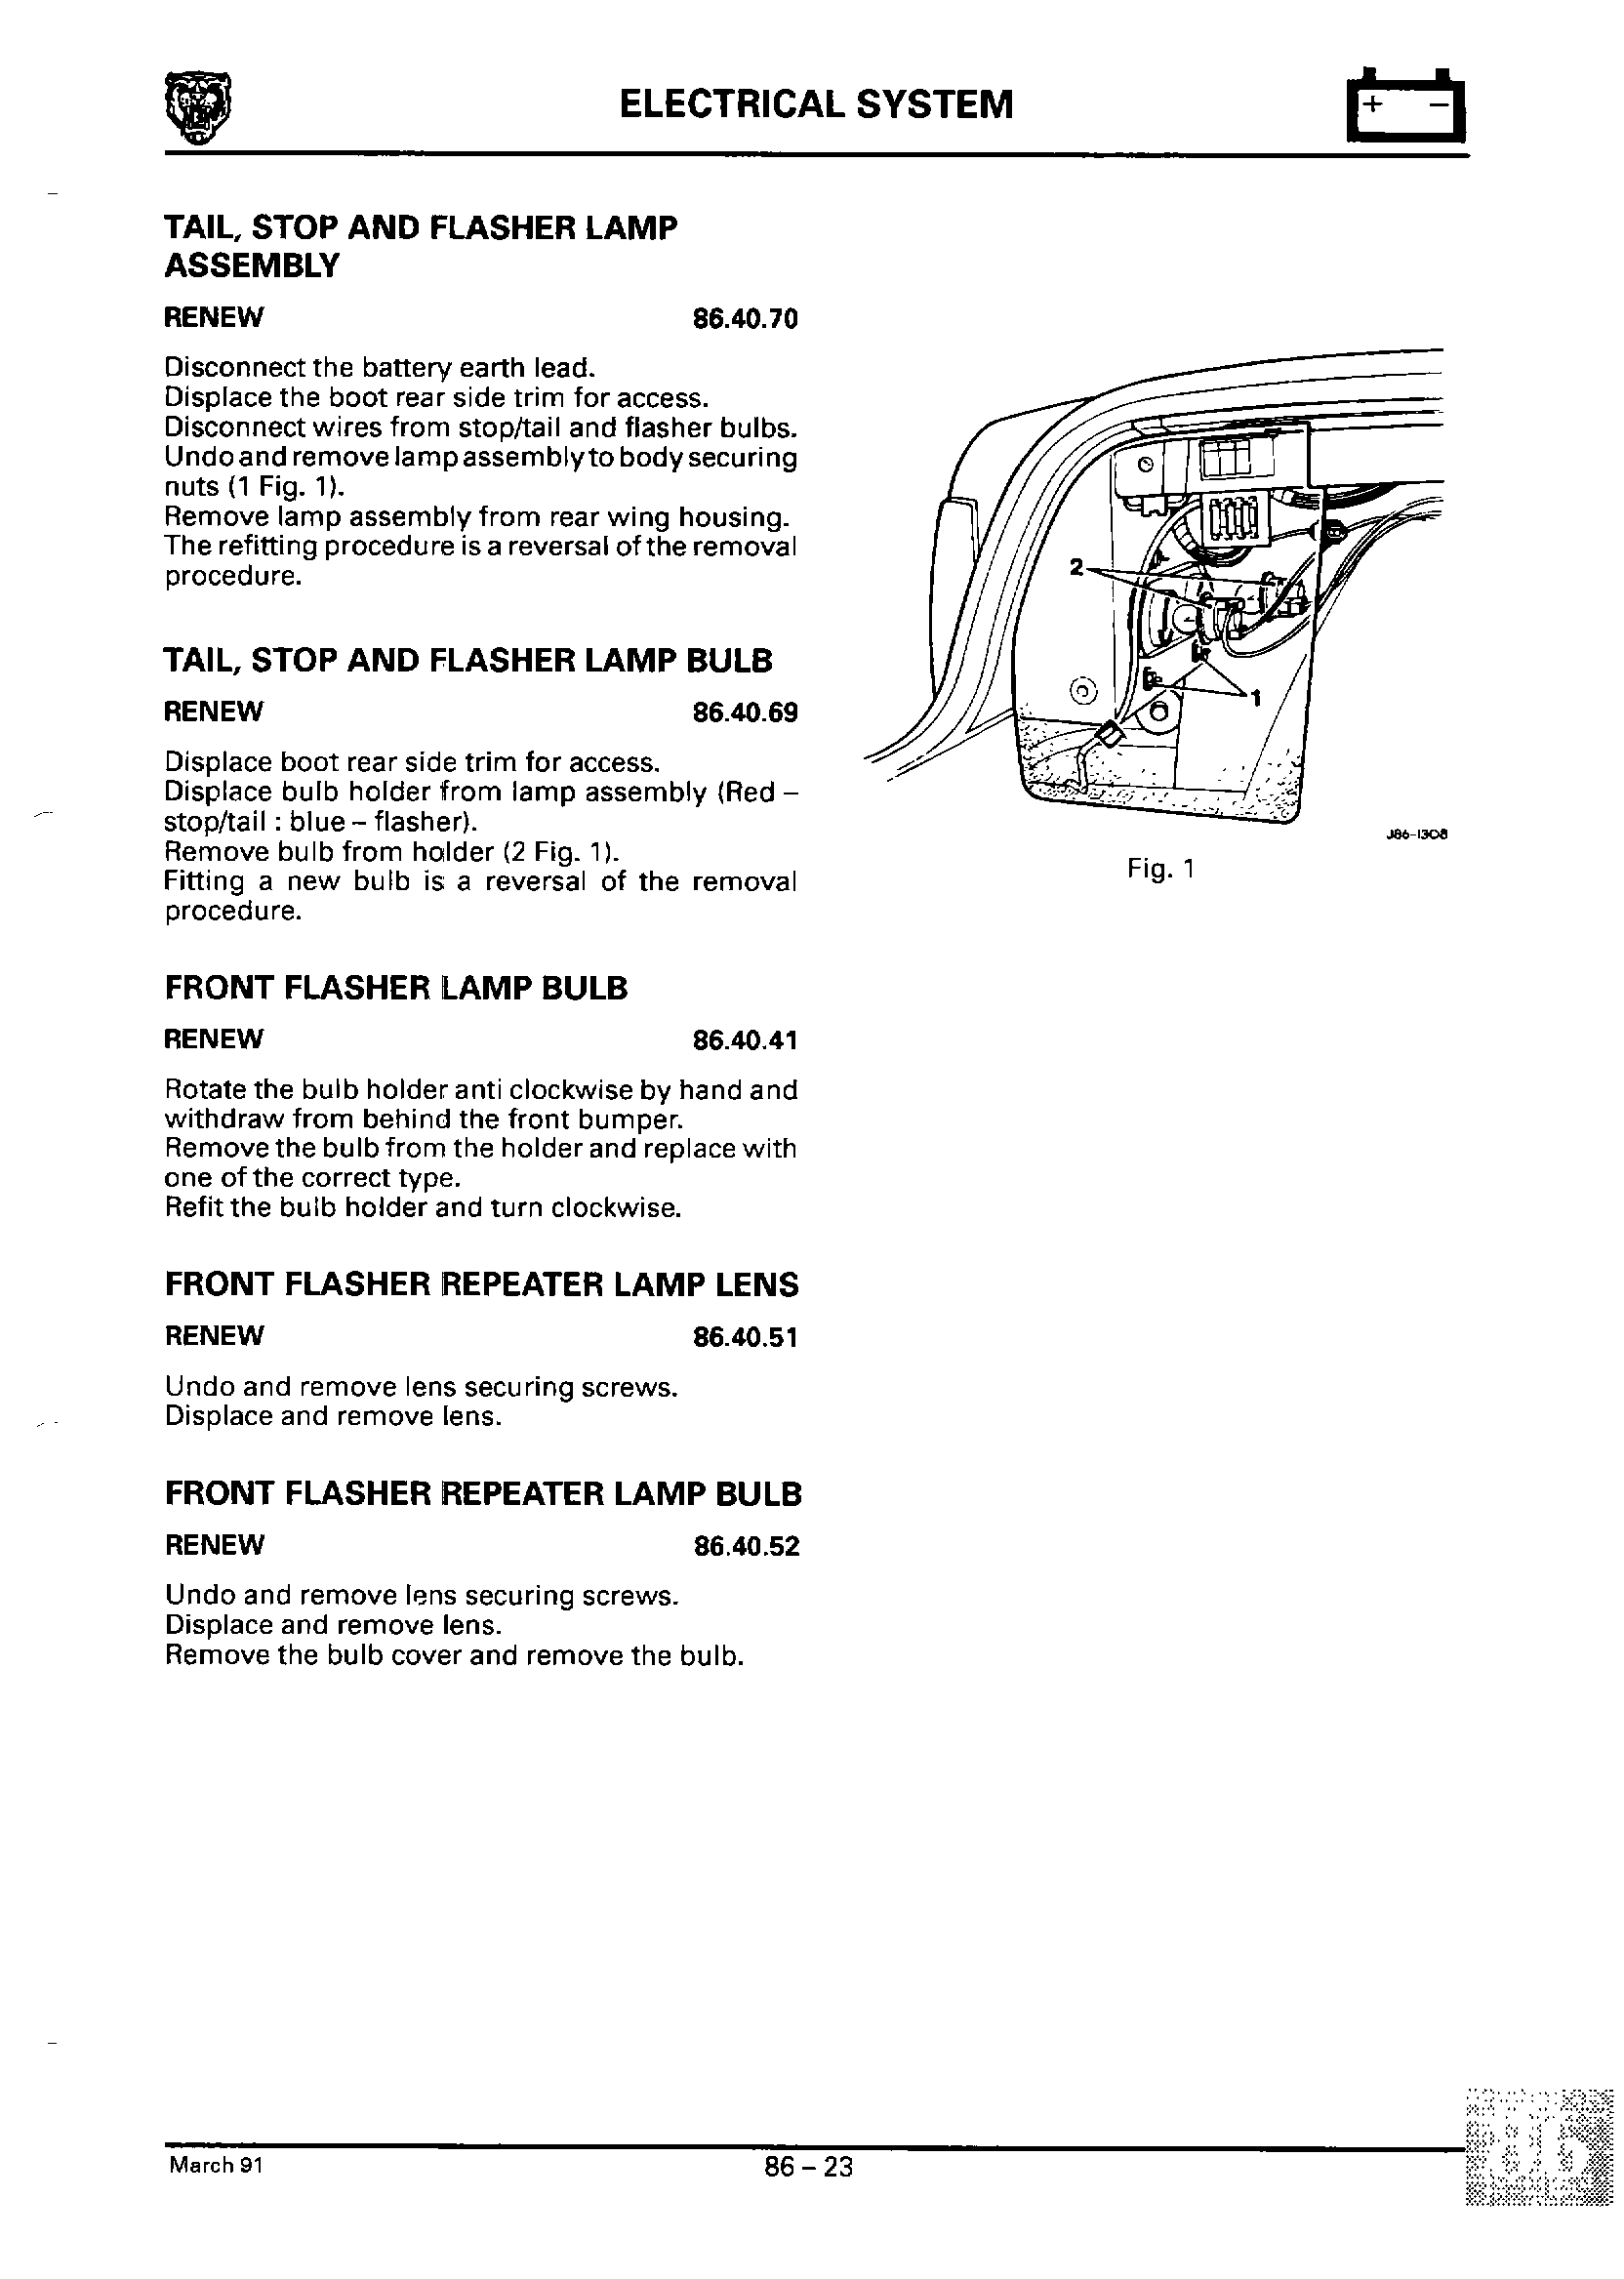 ELECTRICAL SYSTEM
+ −
TAIL, STOP AND FLASHER LAMP
ASSEMBLY
RENEW 86.40.70
Disconnect the battery earth lead.
Displace the boot rear side trim for access.
Disconnect wires from stop/tail and flasher bulbs.
Undo and remove lamp assembly to body securing
nuts (1 Fig. 1).
Remove lamp assembly from rear wing housing.
The refitting procedure is a reversal of the removal
procedure.
TAIL, STOP AND FLASHER LAMP BULB
RENEW 86.40.69
Displace boot rear side trim for access.
Displace bulb holder from lamp assembly (Red –
stop/tail : blue – flasher).
Remove bulb from holder (2 Fig. 1).
Fitting a new bulb is a reversal of the removal
procedure.
FRONT FLASHER LAMP BULB
RENEW 86.40.41
Rotate the bulb holder anti clockwise by hand and
withdraw from behind the front bumper.
Remove the bulb from the holder and replace with
one of the correct type.
Refit the bulb holder and turn clockwise.
FRONT FLASHER REPEATER LAMP LENS
RENEW 86.40.51
Undo and remove lens securing screws.
Displace and remove lens.
FRONT FLASHER REPEATER LAMP BULB
RENEW 86.40.52
Undo and remove lens securing screws.
Displace and remove lens.
Remove the bulb cover and remove the bulb.
2
1
J86-1308
Fig. 1
March 91
86 – 23
86